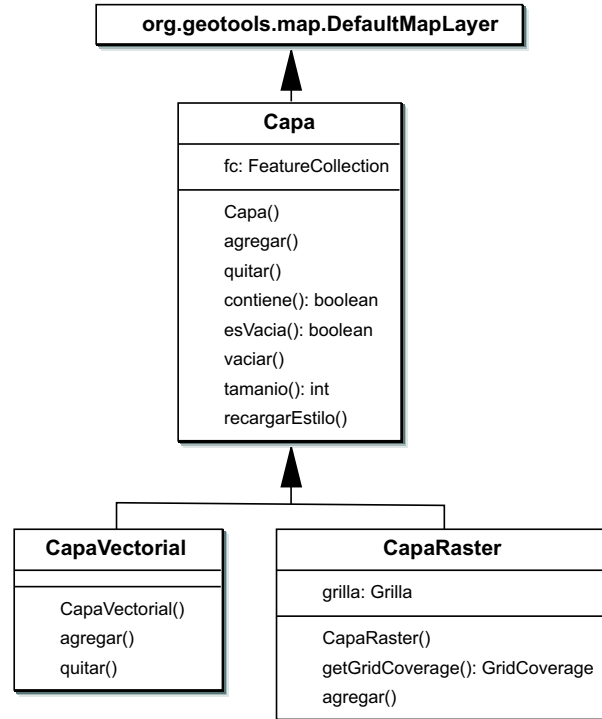 org.geotools.map.DefaultMapLayer
Capa
fc: FeatureCollection
Capa()
agregar()
quitar()
contiene(): boolean
esVacia(): boolean
vaciar()
tamanio(): int
recargarEstilo()
CapaVectorial
CapaVectorial()
agregar()
quitar()
CapaRaster
grilla: Grilla
CapaRaster()
getGridCoverage(): GridCoverage
agregar()